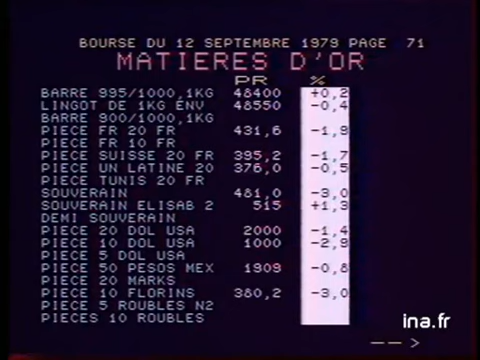 BOURSE DU 12 SEPTEMBRE 1979 PAGE 71
MATIERES D'OR
PR %
BARRE 995/1000,1KG 48400 +0,2
LINGOT DE 1KG ENV 48550 -0,4
BARRE 900/1000,1KG
PIECE FR 20 FR 431,6 -1,9
PIECE FR 10 FR
PIECE SUISSE 20 FR 395,2 -1,7
PIECE UN LATINE 20 376,0 -0,5
PIECE TUNIS 20 FR
SOUVERAIN 481,0 -3,0
SOUVERAIN ELISAB 2 515 +1,3
DEMI SOUVERAIN
PIECE 20 DOL USA 2000 -1,4
PIECE 10 DOL USA 1000 -2,9
PIECE 5 DOL USA
PIECE 50 PESOS MEX 1909 -0,8
PIECE 20 MARKS
PIECE 10 FLORINS 380,2 -3,0
PIECE 5 ROUBLES N2
PIECES 10 ROUBLES
ina.fr
-->